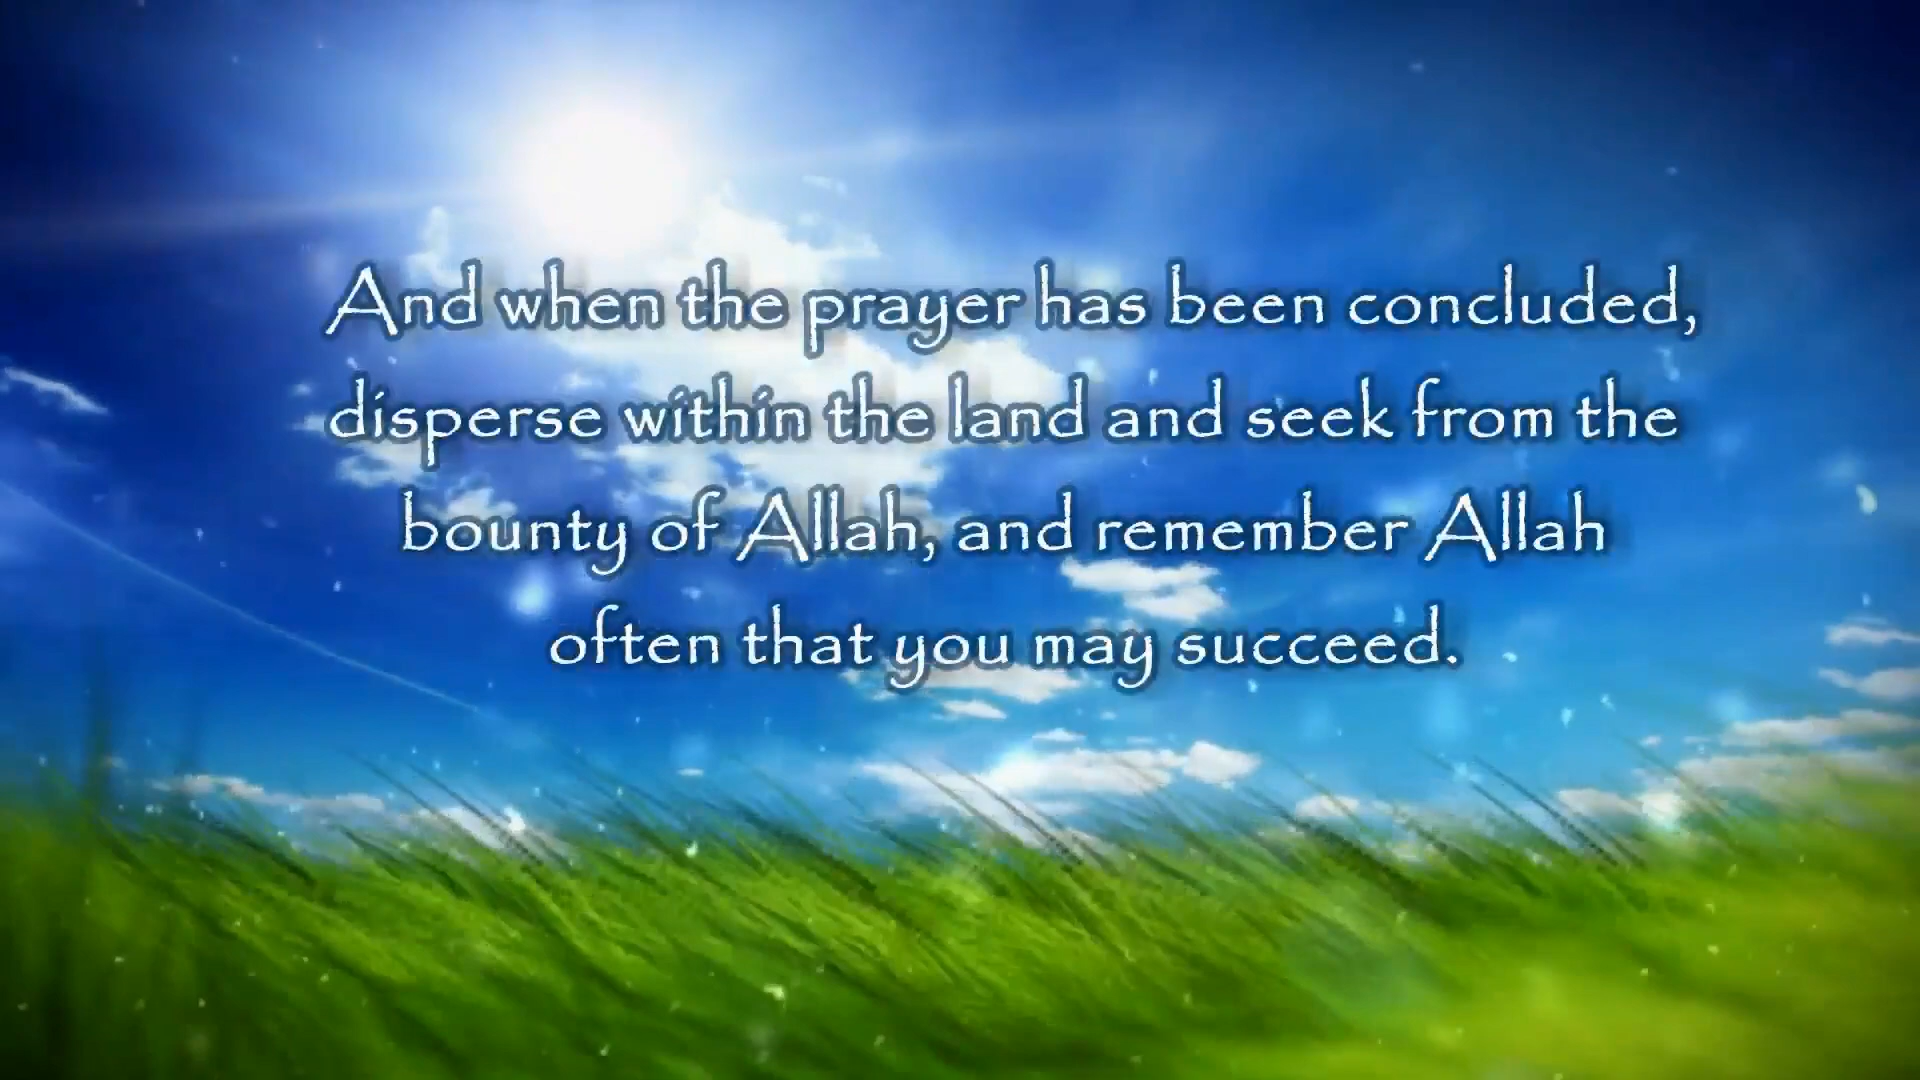 And when the prayer has been concluded,
disperse within the land and seek from the
bounty of Allah, and remember Allah
often that you may succeed.